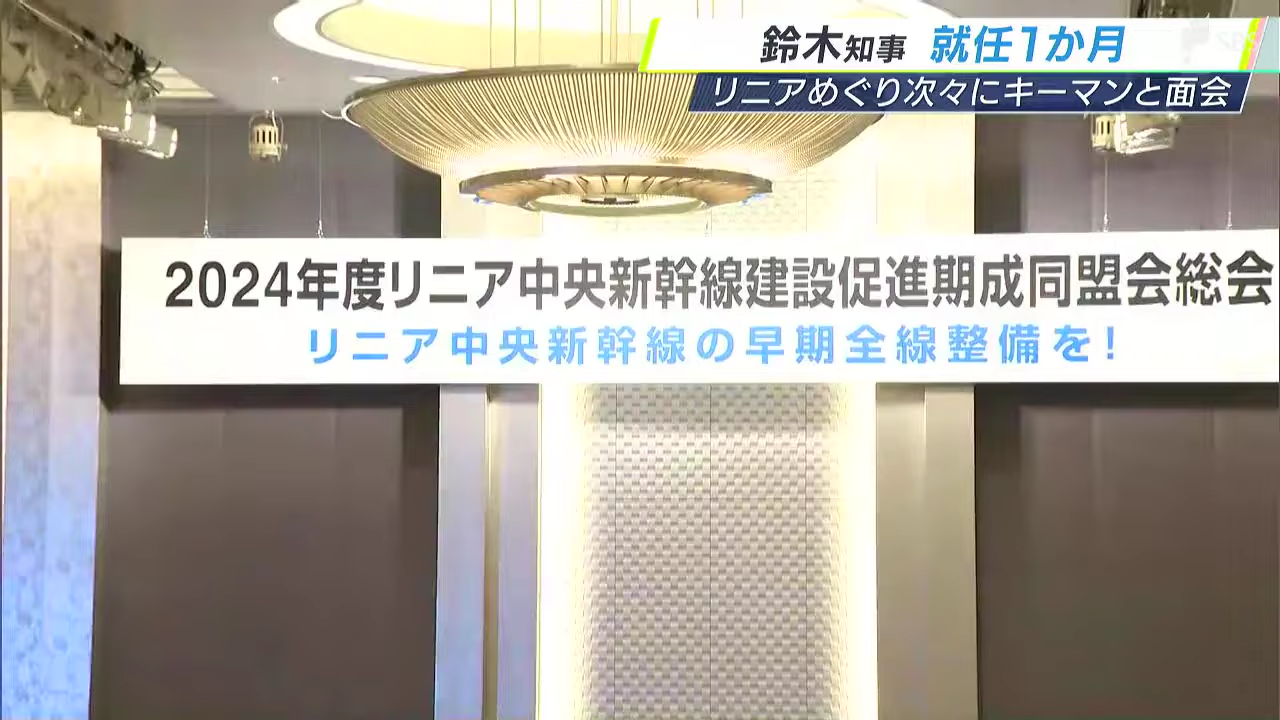 鈴木知事 就任1か月
リニアめぐり次々にキーマンと面会
2024年度リニア中央新幹線建設促進期成同盟会総会
リニア中央新幹線の早期全線整備を!